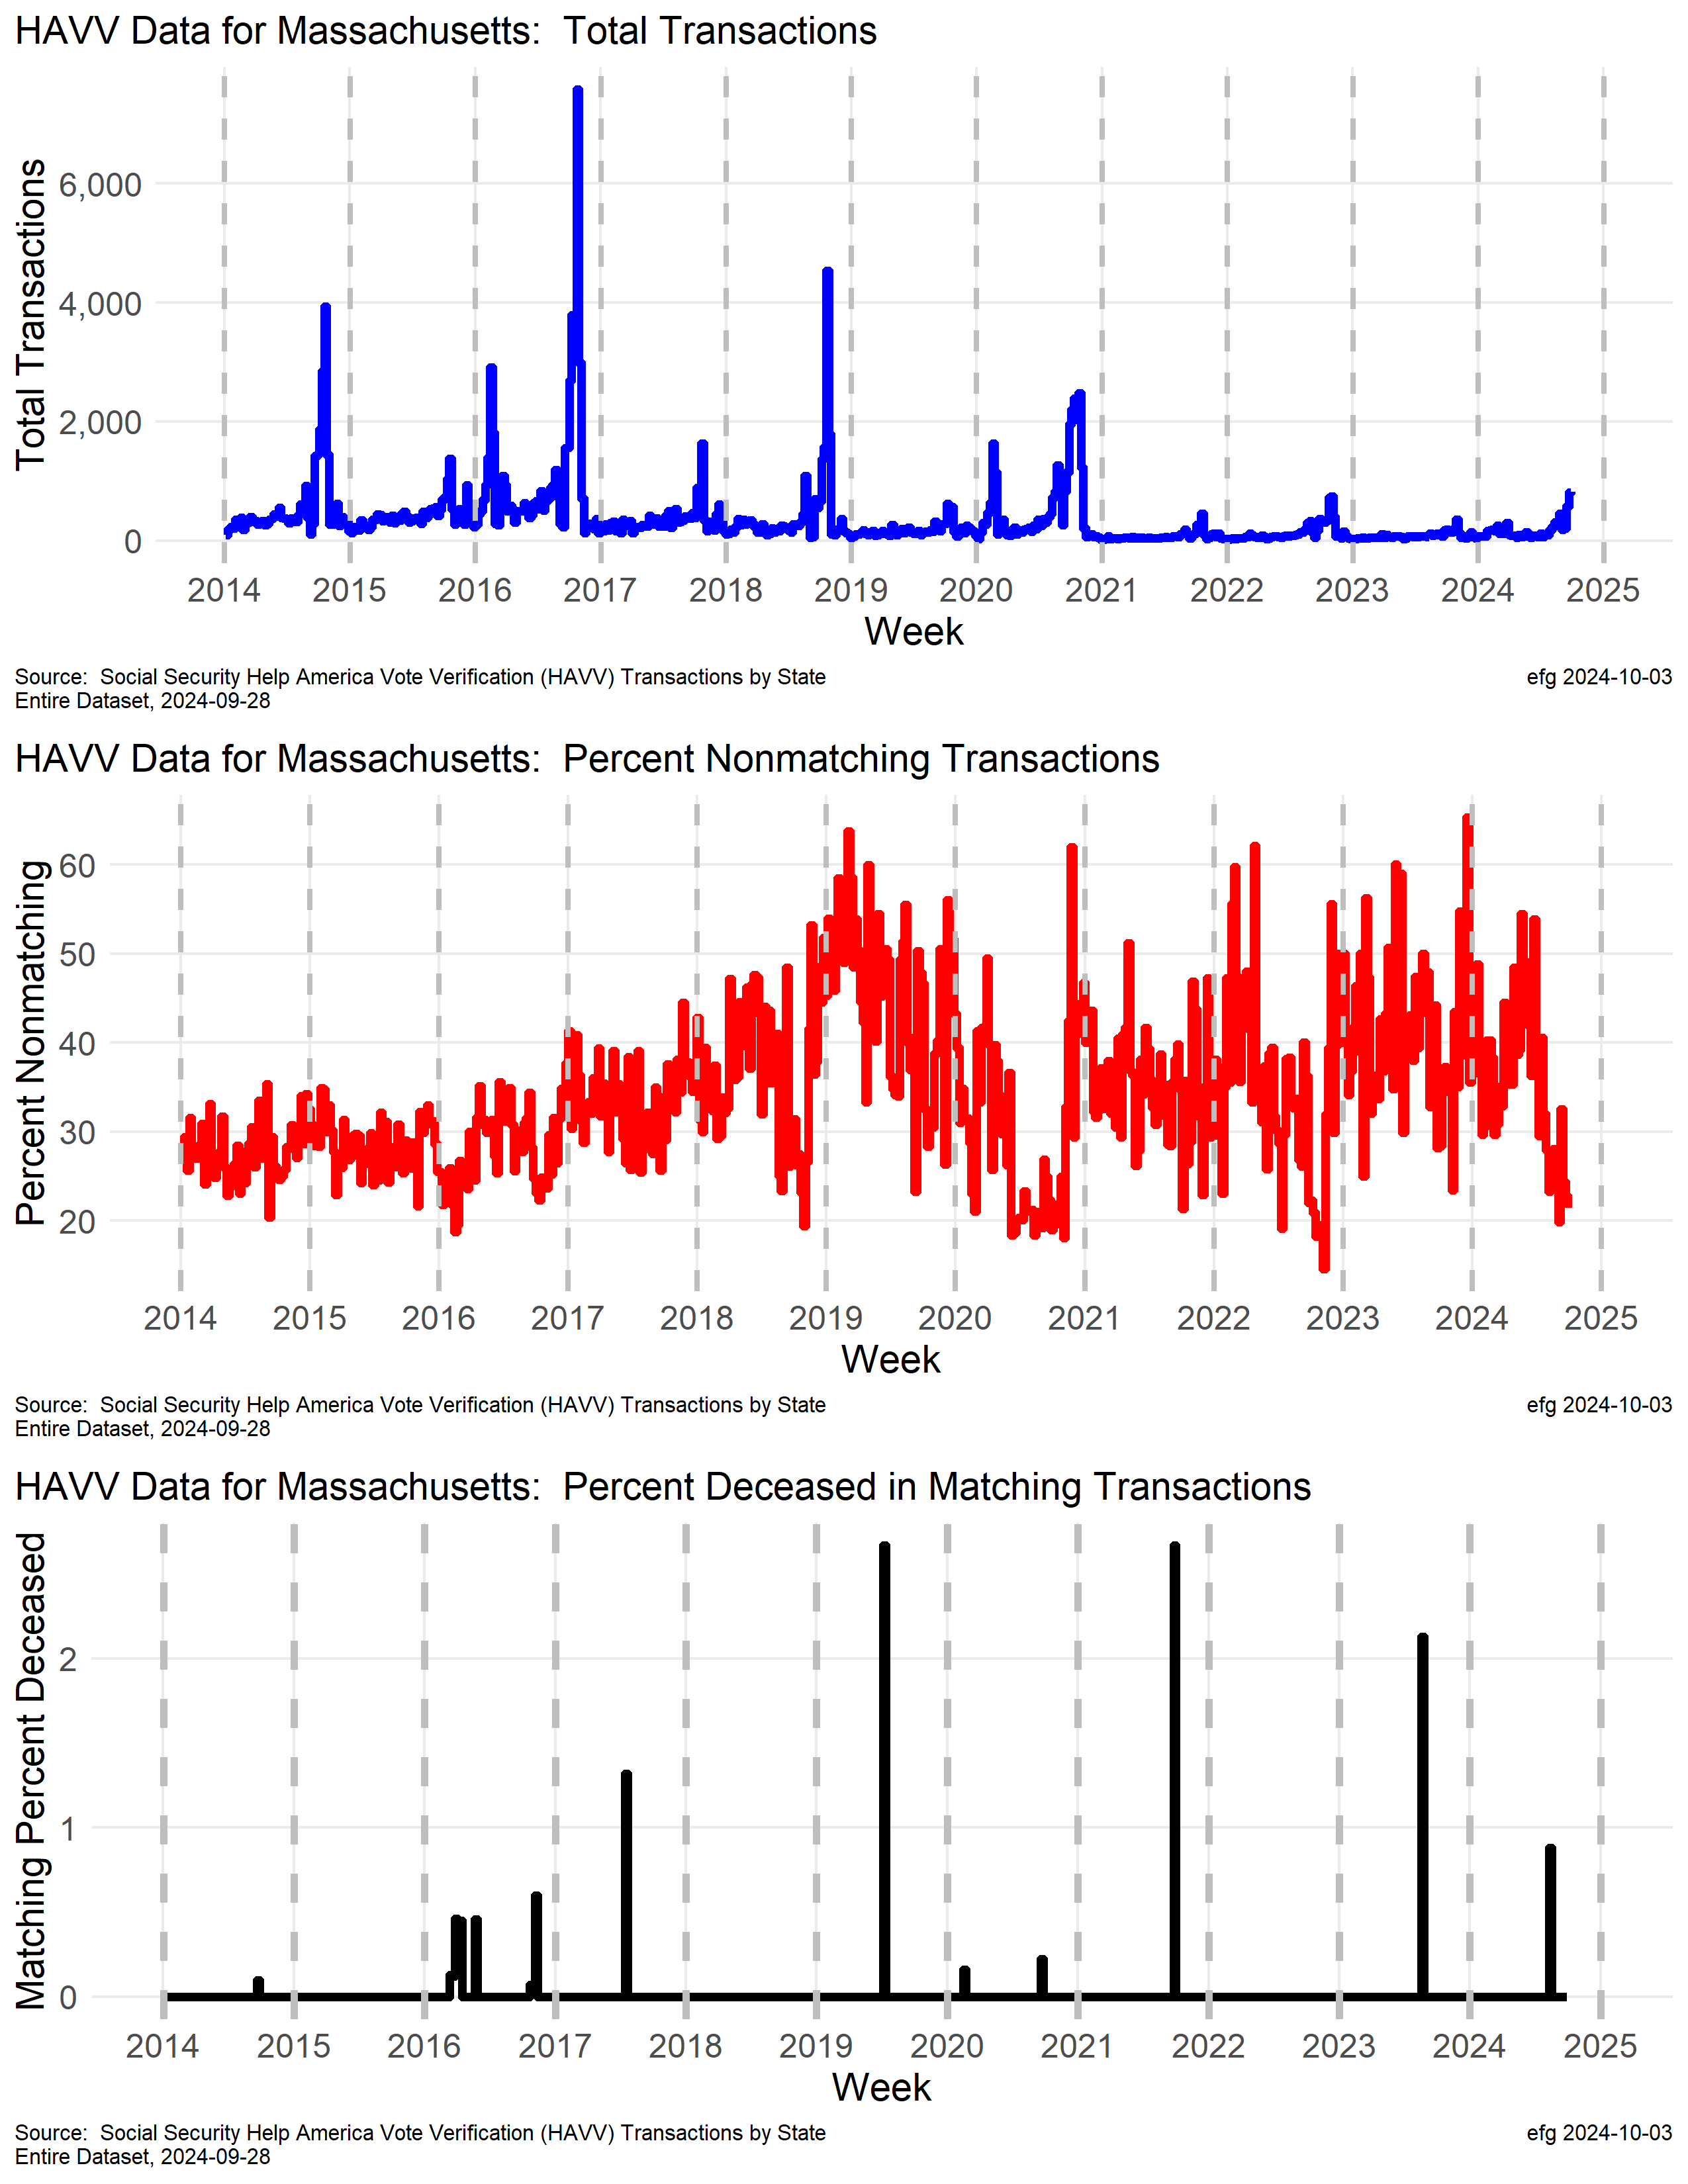 HAVV Data for Massachusetts:  Total Transactions
Total Transactions
6,000
4,000
2,000
0
2014 2015 2016 2017 2018 2019 2020 2021 2022 2023 2024 2025
Week
Source:  Social Security Help America Vote Verification (HAVV) Transactions by State efg 2024-10-03
Entire Dataset, 2024-09-28
HAVV Data for Massachusetts:  Percent Nonmatching Transactions
Percent Nonmatching
60
50
40
30
20
2014 2015 2016 2017 2018 2019 2020 2021 2022 2023 2024 2025
Week
Source:  Social Security Help America Vote Verification (HAVV) Transactions by State efg 2024-10-03
Entire Dataset, 2024-09-28
HAVV Data for Massachusetts:  Percent Deceased in Matching Transactions
Matching Percent Deceased
2
1
0
2014 2015 2016 2017 2018 2019 2020 2021 2022 2023 2024 2025
Week
Source:  Social Security Help America Vote Verification (HAVV) Transactions by State efg 2024-10-03
Entire Dataset, 2024-09-28